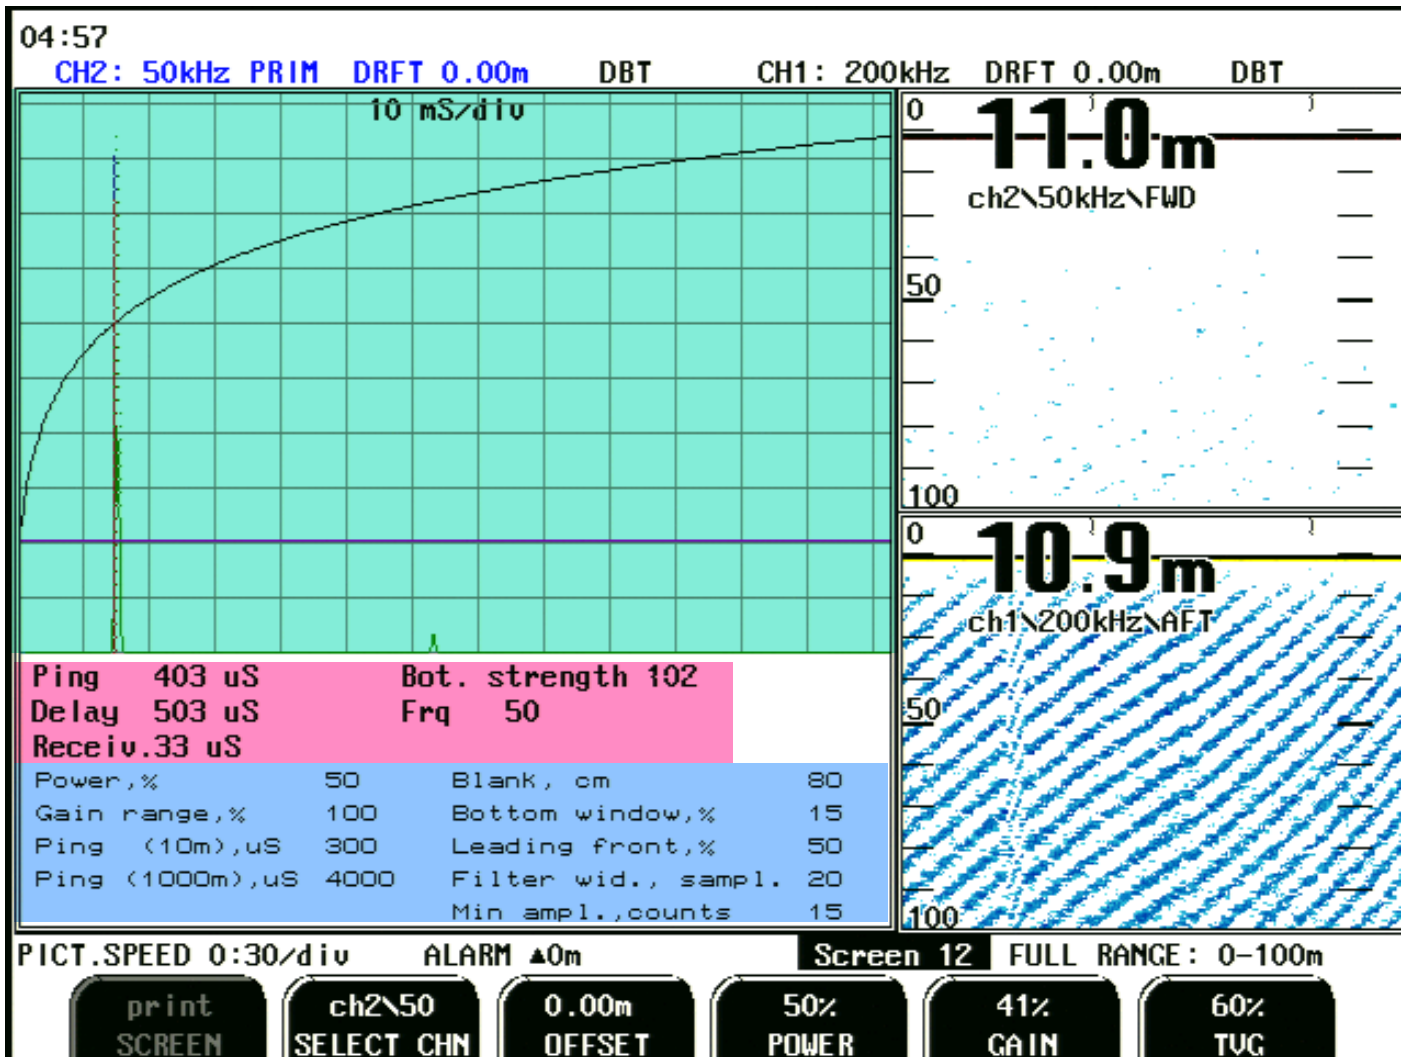 04:57
CH2: 50kHz PRIM DRFT 0.00m DBT CH1: 200kHz DRFT 0.00m DBT
10 mS/div
0
11.0m
ch2\50kHz\FWD
50
100
0
10.9m
ch1\200kHz\AFT
50
100
Ping 403 uS Bot. strength 102
Delay 503 uS Frq 50
Receiv.33 uS
Power,% 50 Blank, cm 80
Gain range,% 100 Bottom window,% 15
Ping (10m),uS 300 Leading front,% 50
Ping (1000m),uS 4000 Filter wid., sampl. 20
Min ampl.,counts 15
PICT.SPEED 0:30/div ALARM ▲0m Screen 12 FULL RANGE: 0-100m
print ch2\50 0.00m 50% 41% 60%
SCREEN SELECT CHN OFFSET POWER GAIN TVG